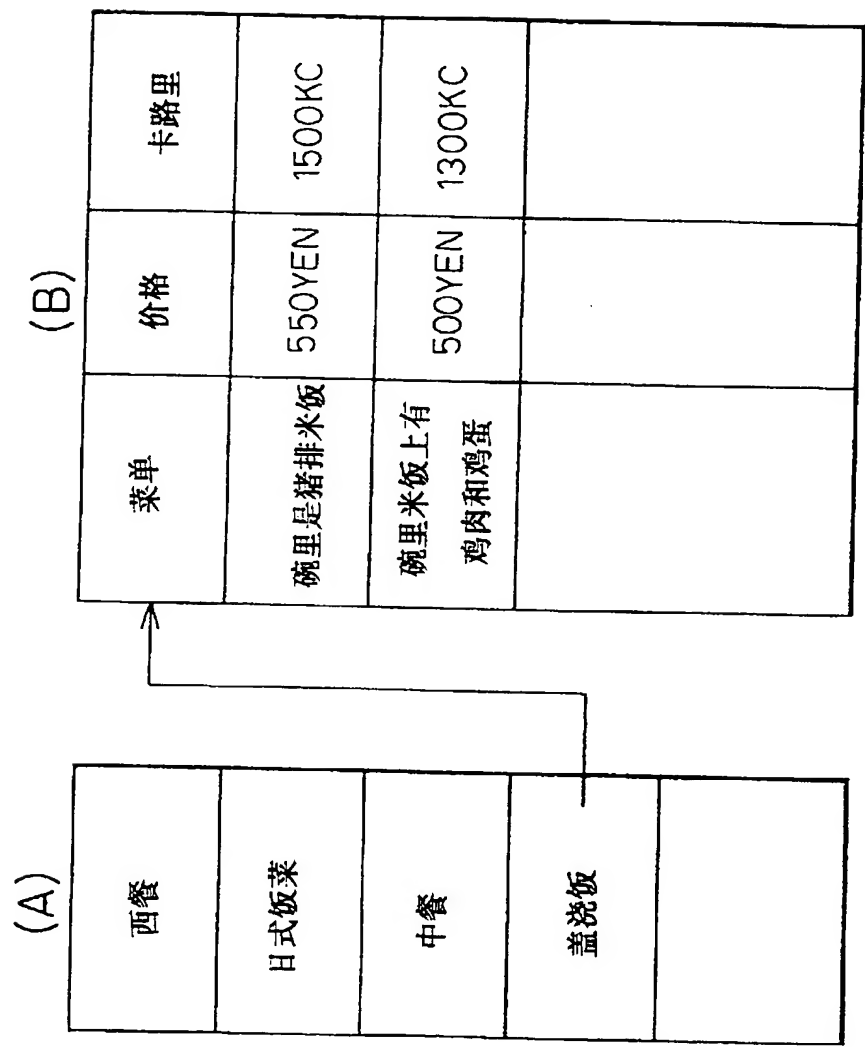 (A)
西餐
日式饭菜
中餐
盖浇饭
(B)
菜单 价格 卡路里
碗里是猪排米饭 550YEN 1500KC
碗里米饭上有 500YEN 1300KC
鸡肉和鸡蛋